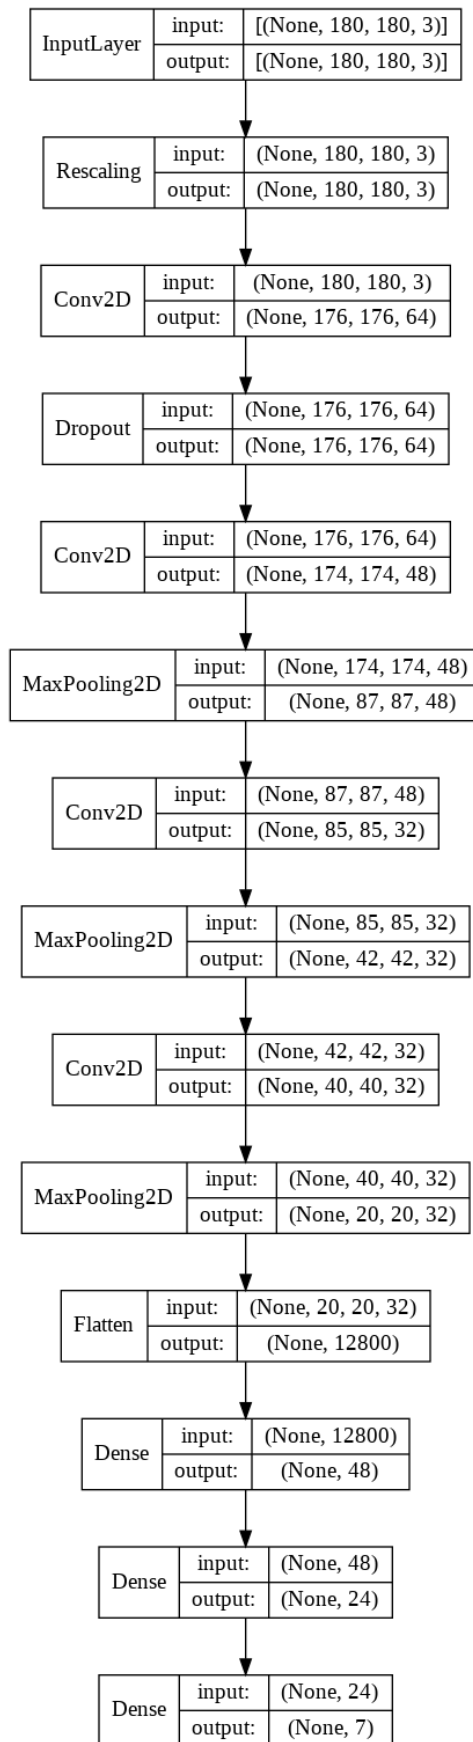 InputLayer input: [(None, 180, 180, 3)]
output: [(None, 180, 180, 3)]
Rescaling input: (None, 180, 180, 3)
output: (None, 180, 180, 3)
Conv2D input: (None, 180, 180, 3)
output: (None, 176, 176, 64)
Dropout input: (None, 176, 176, 64)
output: (None, 176, 176, 64)
Conv2D input: (None, 176, 176, 64)
output: (None, 174, 174, 48)
MaxPooling2D input: (None, 174, 174, 48)
output: (None, 87, 87, 48)
Conv2D input: (None, 87, 87, 48)
output: (None, 85, 85, 32)
MaxPooling2D input: (None, 85, 85, 32)
output: (None, 42, 42, 32)
Conv2D input: (None, 42, 42, 32)
output: (None, 40, 40, 32)
MaxPooling2D input: (None, 40, 40, 32)
output: (None, 20, 20, 32)
Flatten input: (None, 20, 20, 32)
output: (None, 12800)
Dense input: (None, 12800)
output: (None, 48)
Dense input: (None, 48)
output: (None, 24)
Dense input: (None, 24)
output: (None, 7)